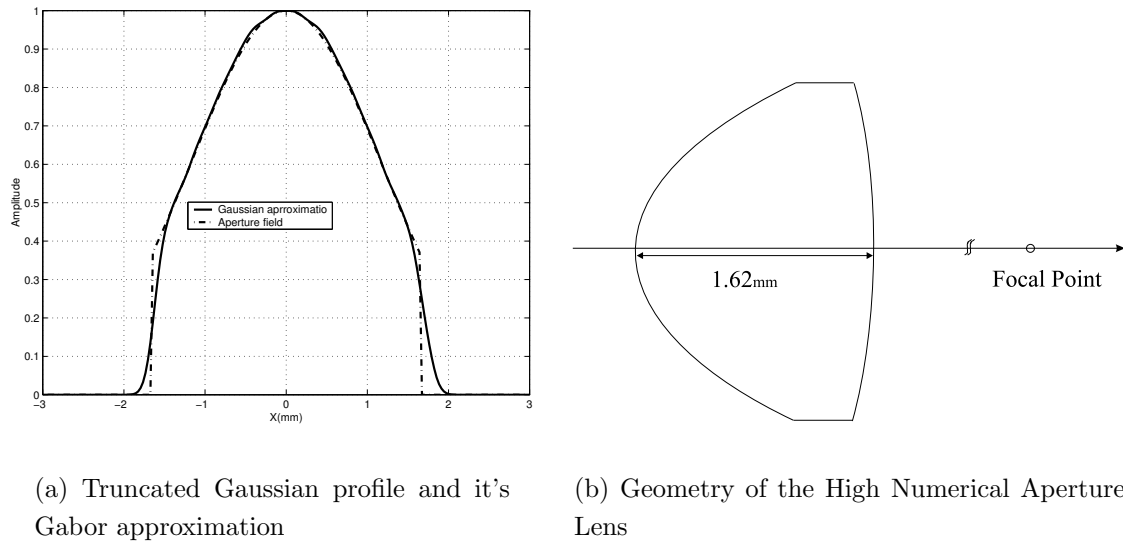 1
0.9
0.8
0.7
0.6
0.5
0.4
0.3
0.2
0.1
0
Amplitude
Gaussian aprroximatio
Aperture field
−3 −2 −1 0 1 2 3
X(mm)
1.62mm
Focal Point
(a) Truncated Gaussian profile and it's
Gabor approximation
(b) Geometry of the High Numerical Aperture
Lens